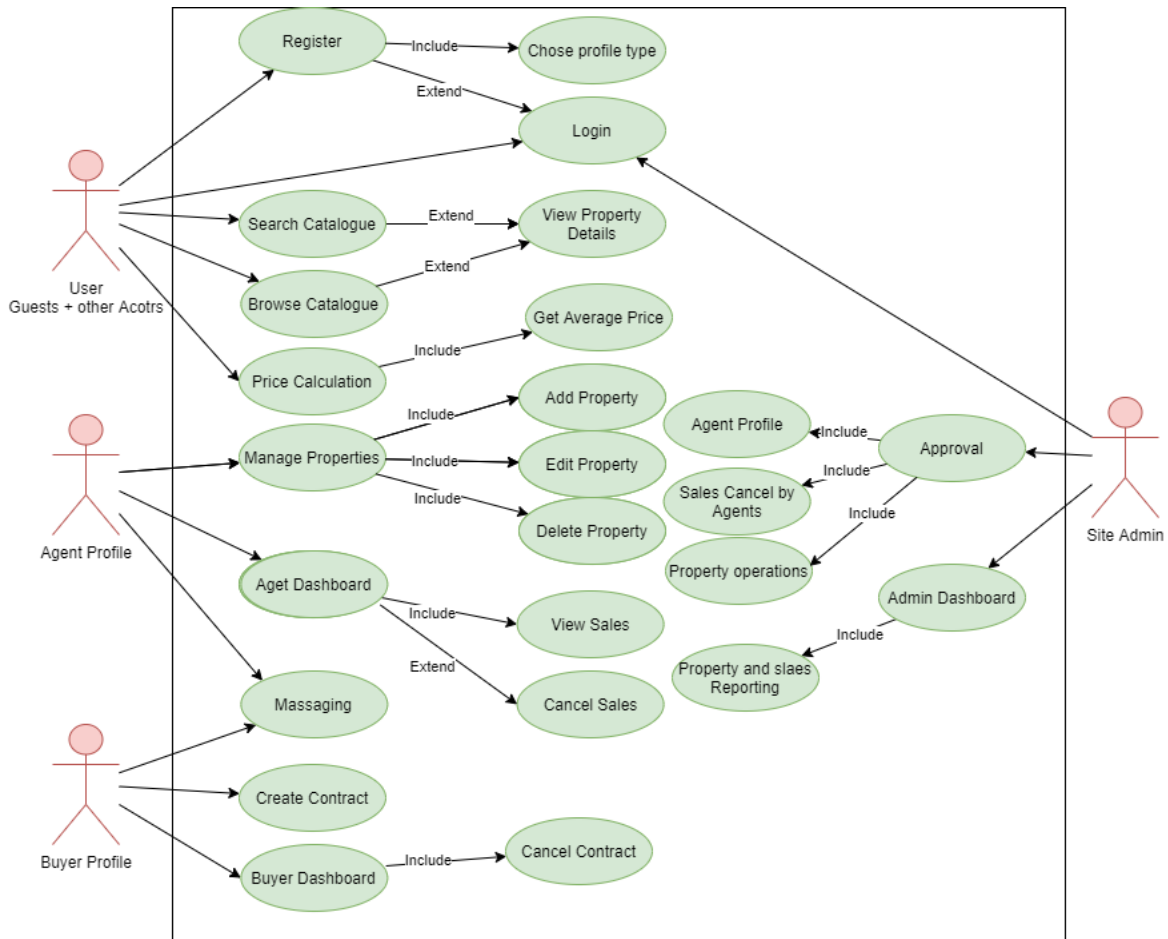 Register
Include
Chose profile type
Extend
Login
User
Guests + other Acotrs
Search Catalogue
Extend
View Property
Details
Browse Catalogue
Extend
Get Average Price
Include
Price Calculation
Add Property
Include
Manage Properties
Include
Edit Property
Include
Delete Property
Agent Profile
Include
Approval
Sales Cancel by
Agents
Include
Include
Property operations
Site Admin
Agent Profile
Aget Dashboard
Include
View Sales
Extend
Cancel Sales
Admin Dashboard
Include
Property and slaes
Reporting
Massaging
Create Contract
Buyer Profile
Buyer Dashboard
Include
Cancel Contract